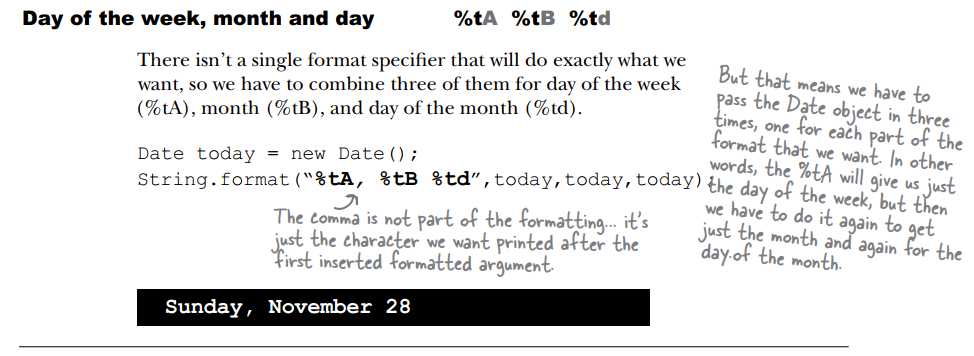 Day of the week, month and day %tA %tB %td
There isn’t a single format specifier that will do exactly what we
want, so we have to combine three of them for day of the week
(%tA), month (%tB), and day of the month (%td).
Date today = new Date();
String.format(“%tA, %tB %td”,today,today,today);
The comma is not part of the formatting... it's
just the character we want printed after the
first inserted formatted argument.
But that means we have to
pass the Date object in three
times, one for each part of the
format that we want. In other
words, the %tA will give us just
the day of the week, but then
we have to do it again to get
just the month and again for the
day.of the month.
Sunday, November 28